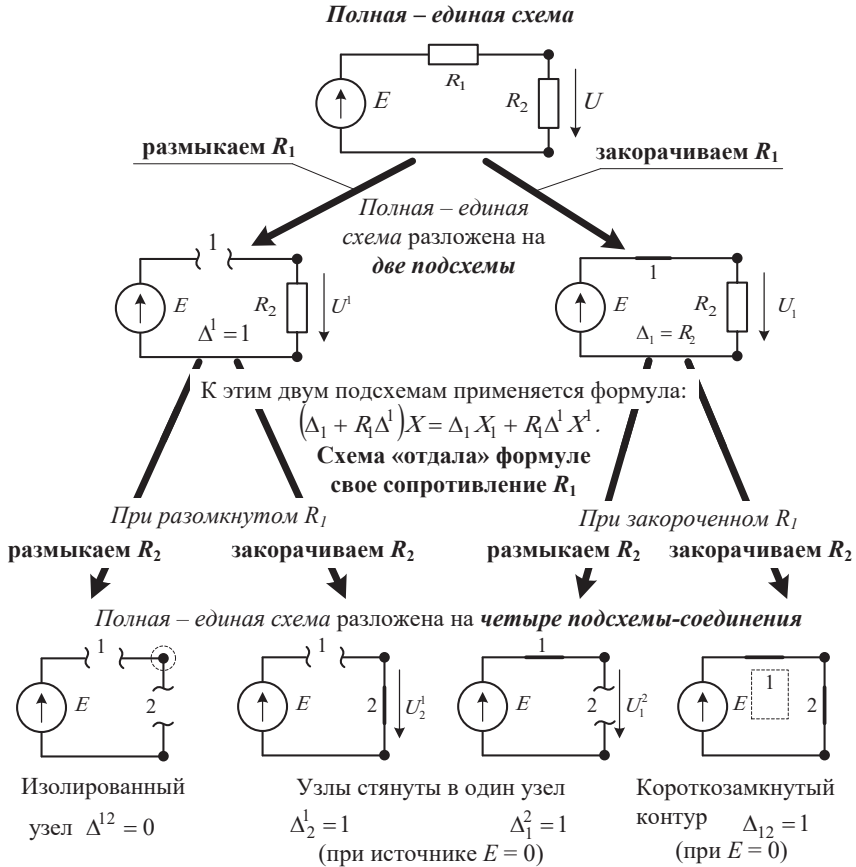 Полная – единая схема
E R₁ R₂ U
размыкаем R₁ закорачиваем R₁
Полная – единая
схема разложена на
две подсхемы
1
E R₂ U¹
Δ¹ = 1
1
E R₂ U₁
Δ₁ = R₂
К этим двум подсхемам применяется формула:
(Δ₁ + R₁Δ¹)X = Δ₁X₁ + R₁Δ¹X¹.
Схема «отдала» формуле
свое сопротивление R₁
При разомкнутом R₁ При закороченном R₁
размыкаем R₂ закорачиваем R₂ размыкаем R₂ закорачиваем R₂
Полная – единая схема разложена на четыре подсхемы-соединения
1 1 1
1
E 2 E 2 U₂¹ E 2 U₁² E 2
Изолированный Узлы стянуты в один узел Короткозамкнутый
узел Δ¹² = 0 Δ₂¹ = 1 Δ₁² = 1 контур Δ₁₂ = 1
(при источнике E = 0) (при E = 0)